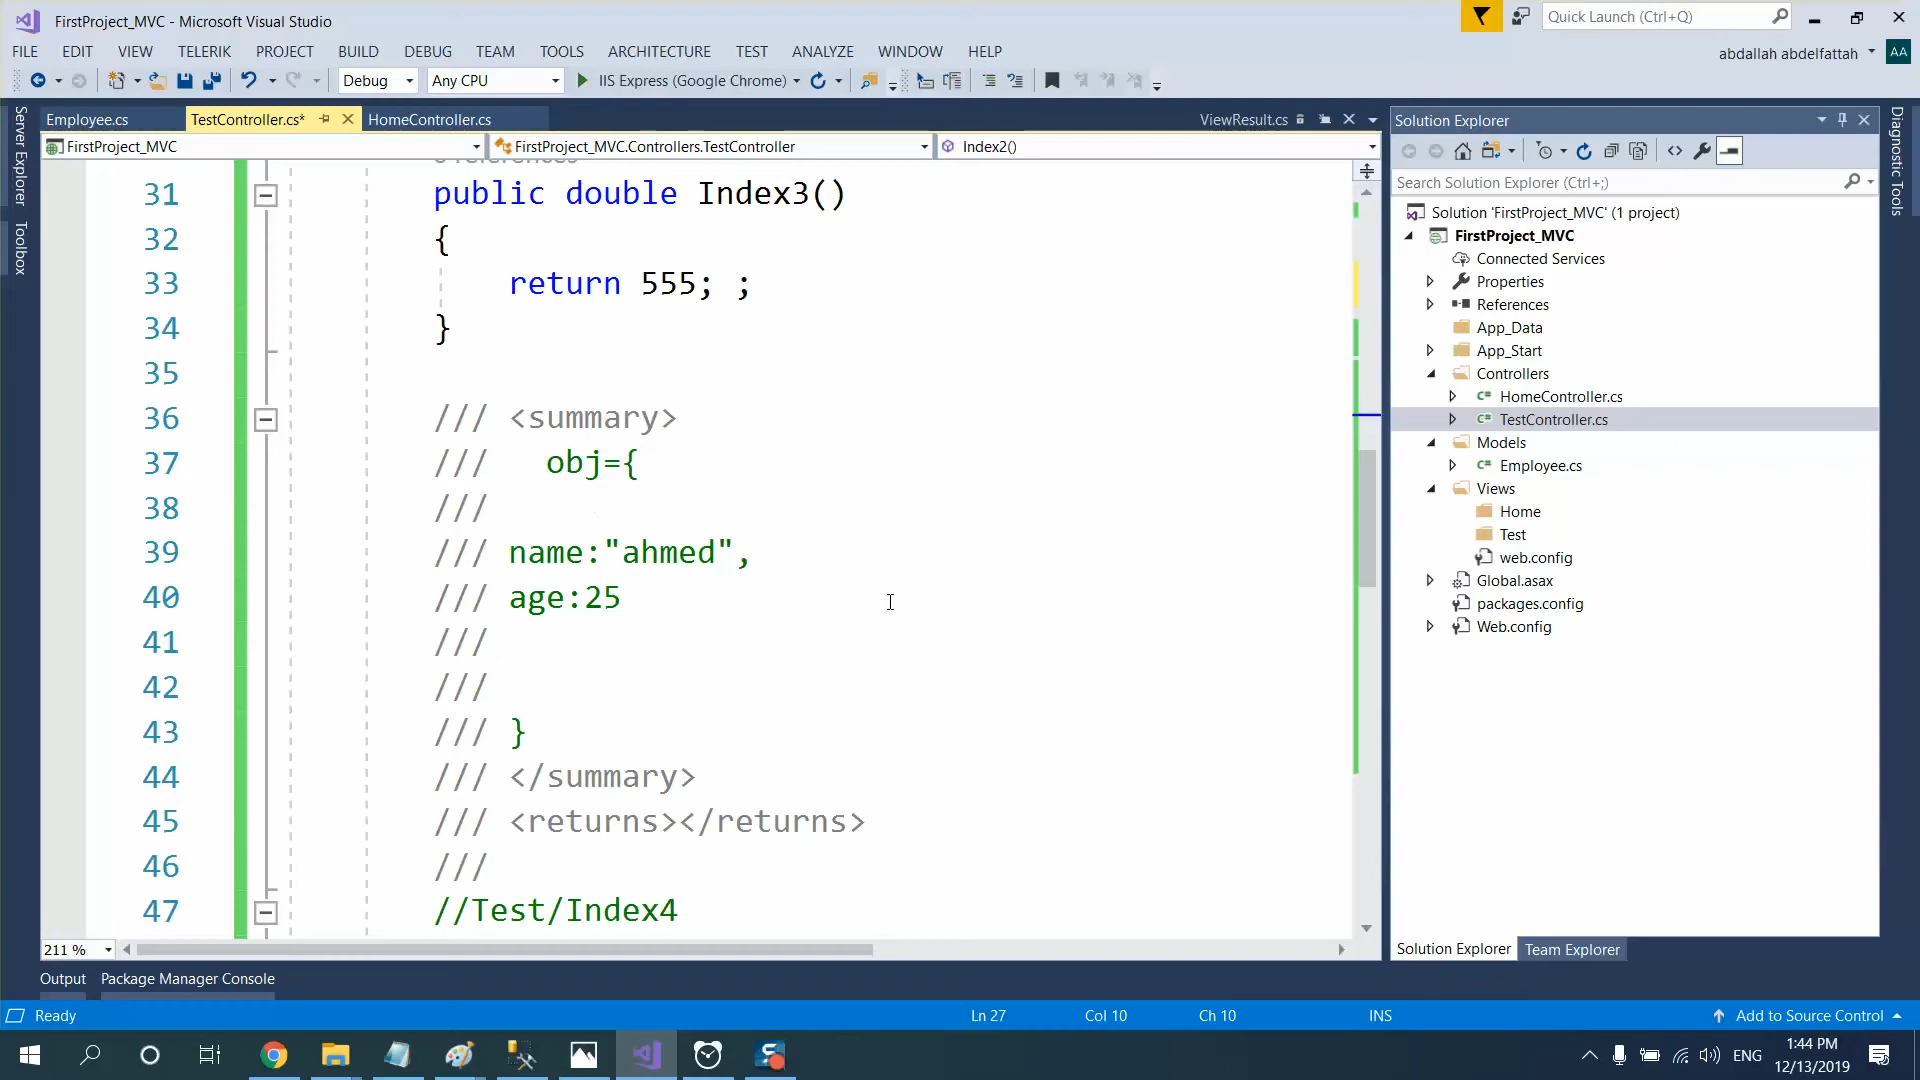 FirstProject_MVC - Microsoft Visual Studio
Quick Launch (Ctrl+Q)
FILE EDIT VIEW TELERIK PROJECT BUILD DEBUG TEAM TOOLS ARCHITECTURE TEST ANALYZE WINDOW HELP
abdallah abdelfattah AA
Debug Any CPU IIS Express (Google Chrome)
Server Explorer
Toolbox
Employee.cs TestController.cs* HomeController.cs ViewResult.cs
FirstProject_MVC FirstProject_MVC.Controllers.TestController Index2()
31 public double Index3()
32 {
33 return 555; ;
34 }
35
36 /// <summary>
37 /// obj={
38 ///
39 /// name:"ahmed",
40 /// age:25
41 ///
42 ///
43 /// }
44 /// </summary>
45 /// <returns></returns>
46 ///
47 //Test/Index4
211 %
Solution Explorer
Search Solution Explorer (Ctrl+;)
Solution 'FirstProject_MVC' (1 project)
FirstProject_MVC
Connected Services
Properties
References
App_Data
App_Start
Controllers
C# HomeController.cs
C# TestController.cs
Models
C# Employee.cs
Views
Home
Test
web.config
Global.asax
packages.config
Web.config
Solution Explorer Team Explorer
Diagnostic Tools
Output Package Manager Console
Ready Ln 27 Col 10 Ch 10 INS Add to Source Control
ENG
1:44 PM
12/13/2019